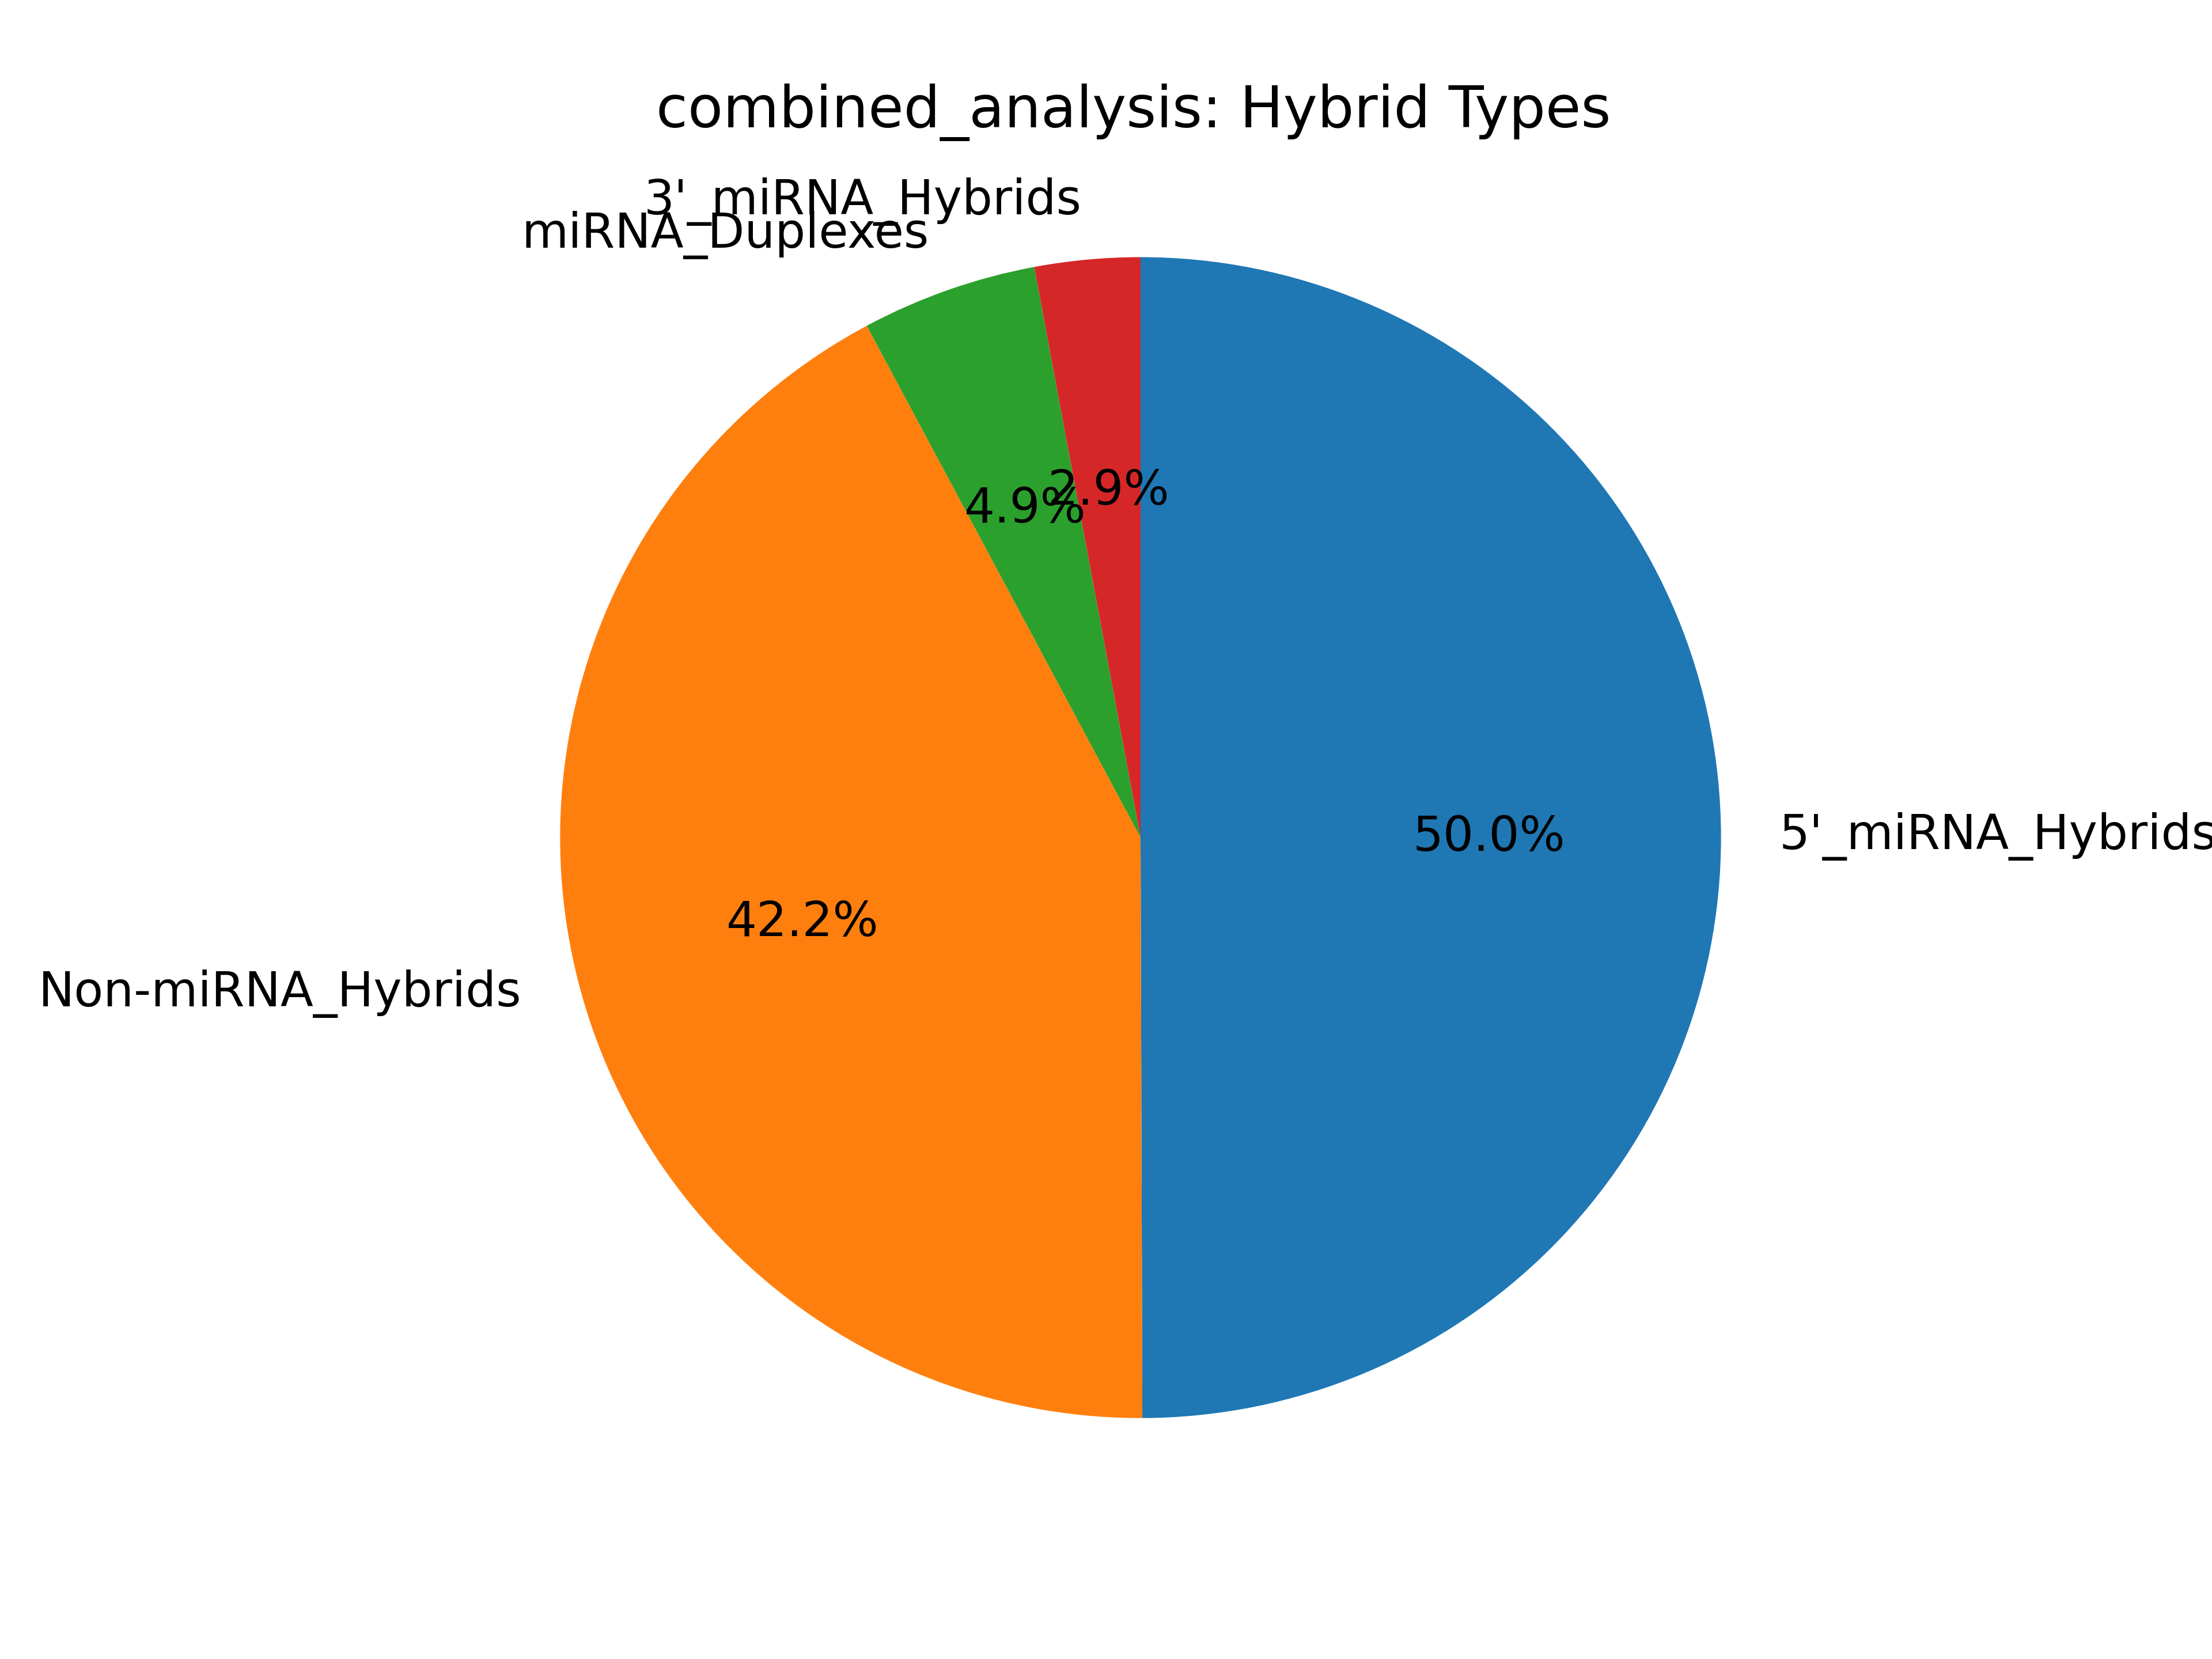 combined_analysis: Hybrid Types
3'_miRNA_Hybrids
miRNA_Duplexes
4.9%
2.9%
50.0%
5'_miRNA_Hybrids
42.2%
Non-miRNA_Hybrids